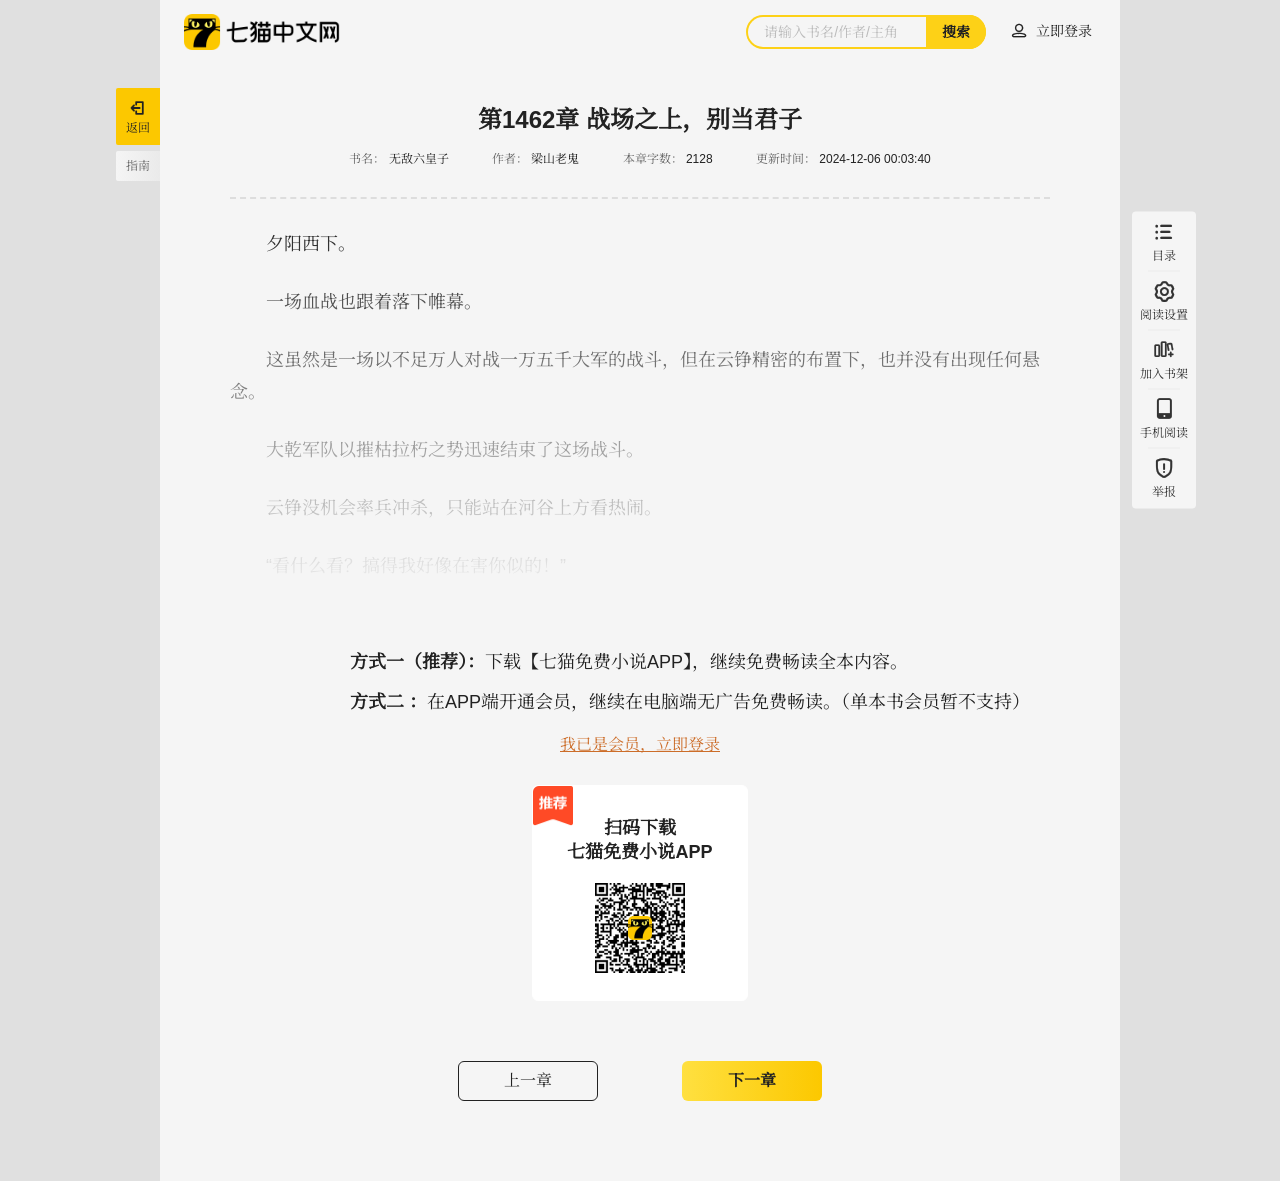 七猫中文网
请输入书名/作者/主角
搜索
立即登录
返回
指南
第1462章 战场之上，别当君子
书名： 无敌六皇子 作者： 梁山老鬼 本章字数： 2128 更新时间： 2024-12-06 00:03:40
夕阳西下。
一场血战也跟着落下帷幕。
这虽然是一场以不足万人对战一万五千大军的战斗，但在云铮精密的布置下，也并没有出现任何悬
念。
大乾军队以摧枯拉朽之势迅速结束了这场战斗。
云铮没机会率兵冲杀，只能站在河谷上方看热闹。
“看什么看？搞得我好像在害你似的！”
目录
阅读设置
加入书架
手机阅读
举报
方式一（推荐）：下载【七猫免费小说APP】，继续免费畅读全本内容。
方式二 ：在APP端开通会员，继续在电脑端无广告免费畅读。（单本书会员暂不支持）
我已是会员，立即登录
推荐
扫码下载
七猫免费小说APP
上一章
下一章